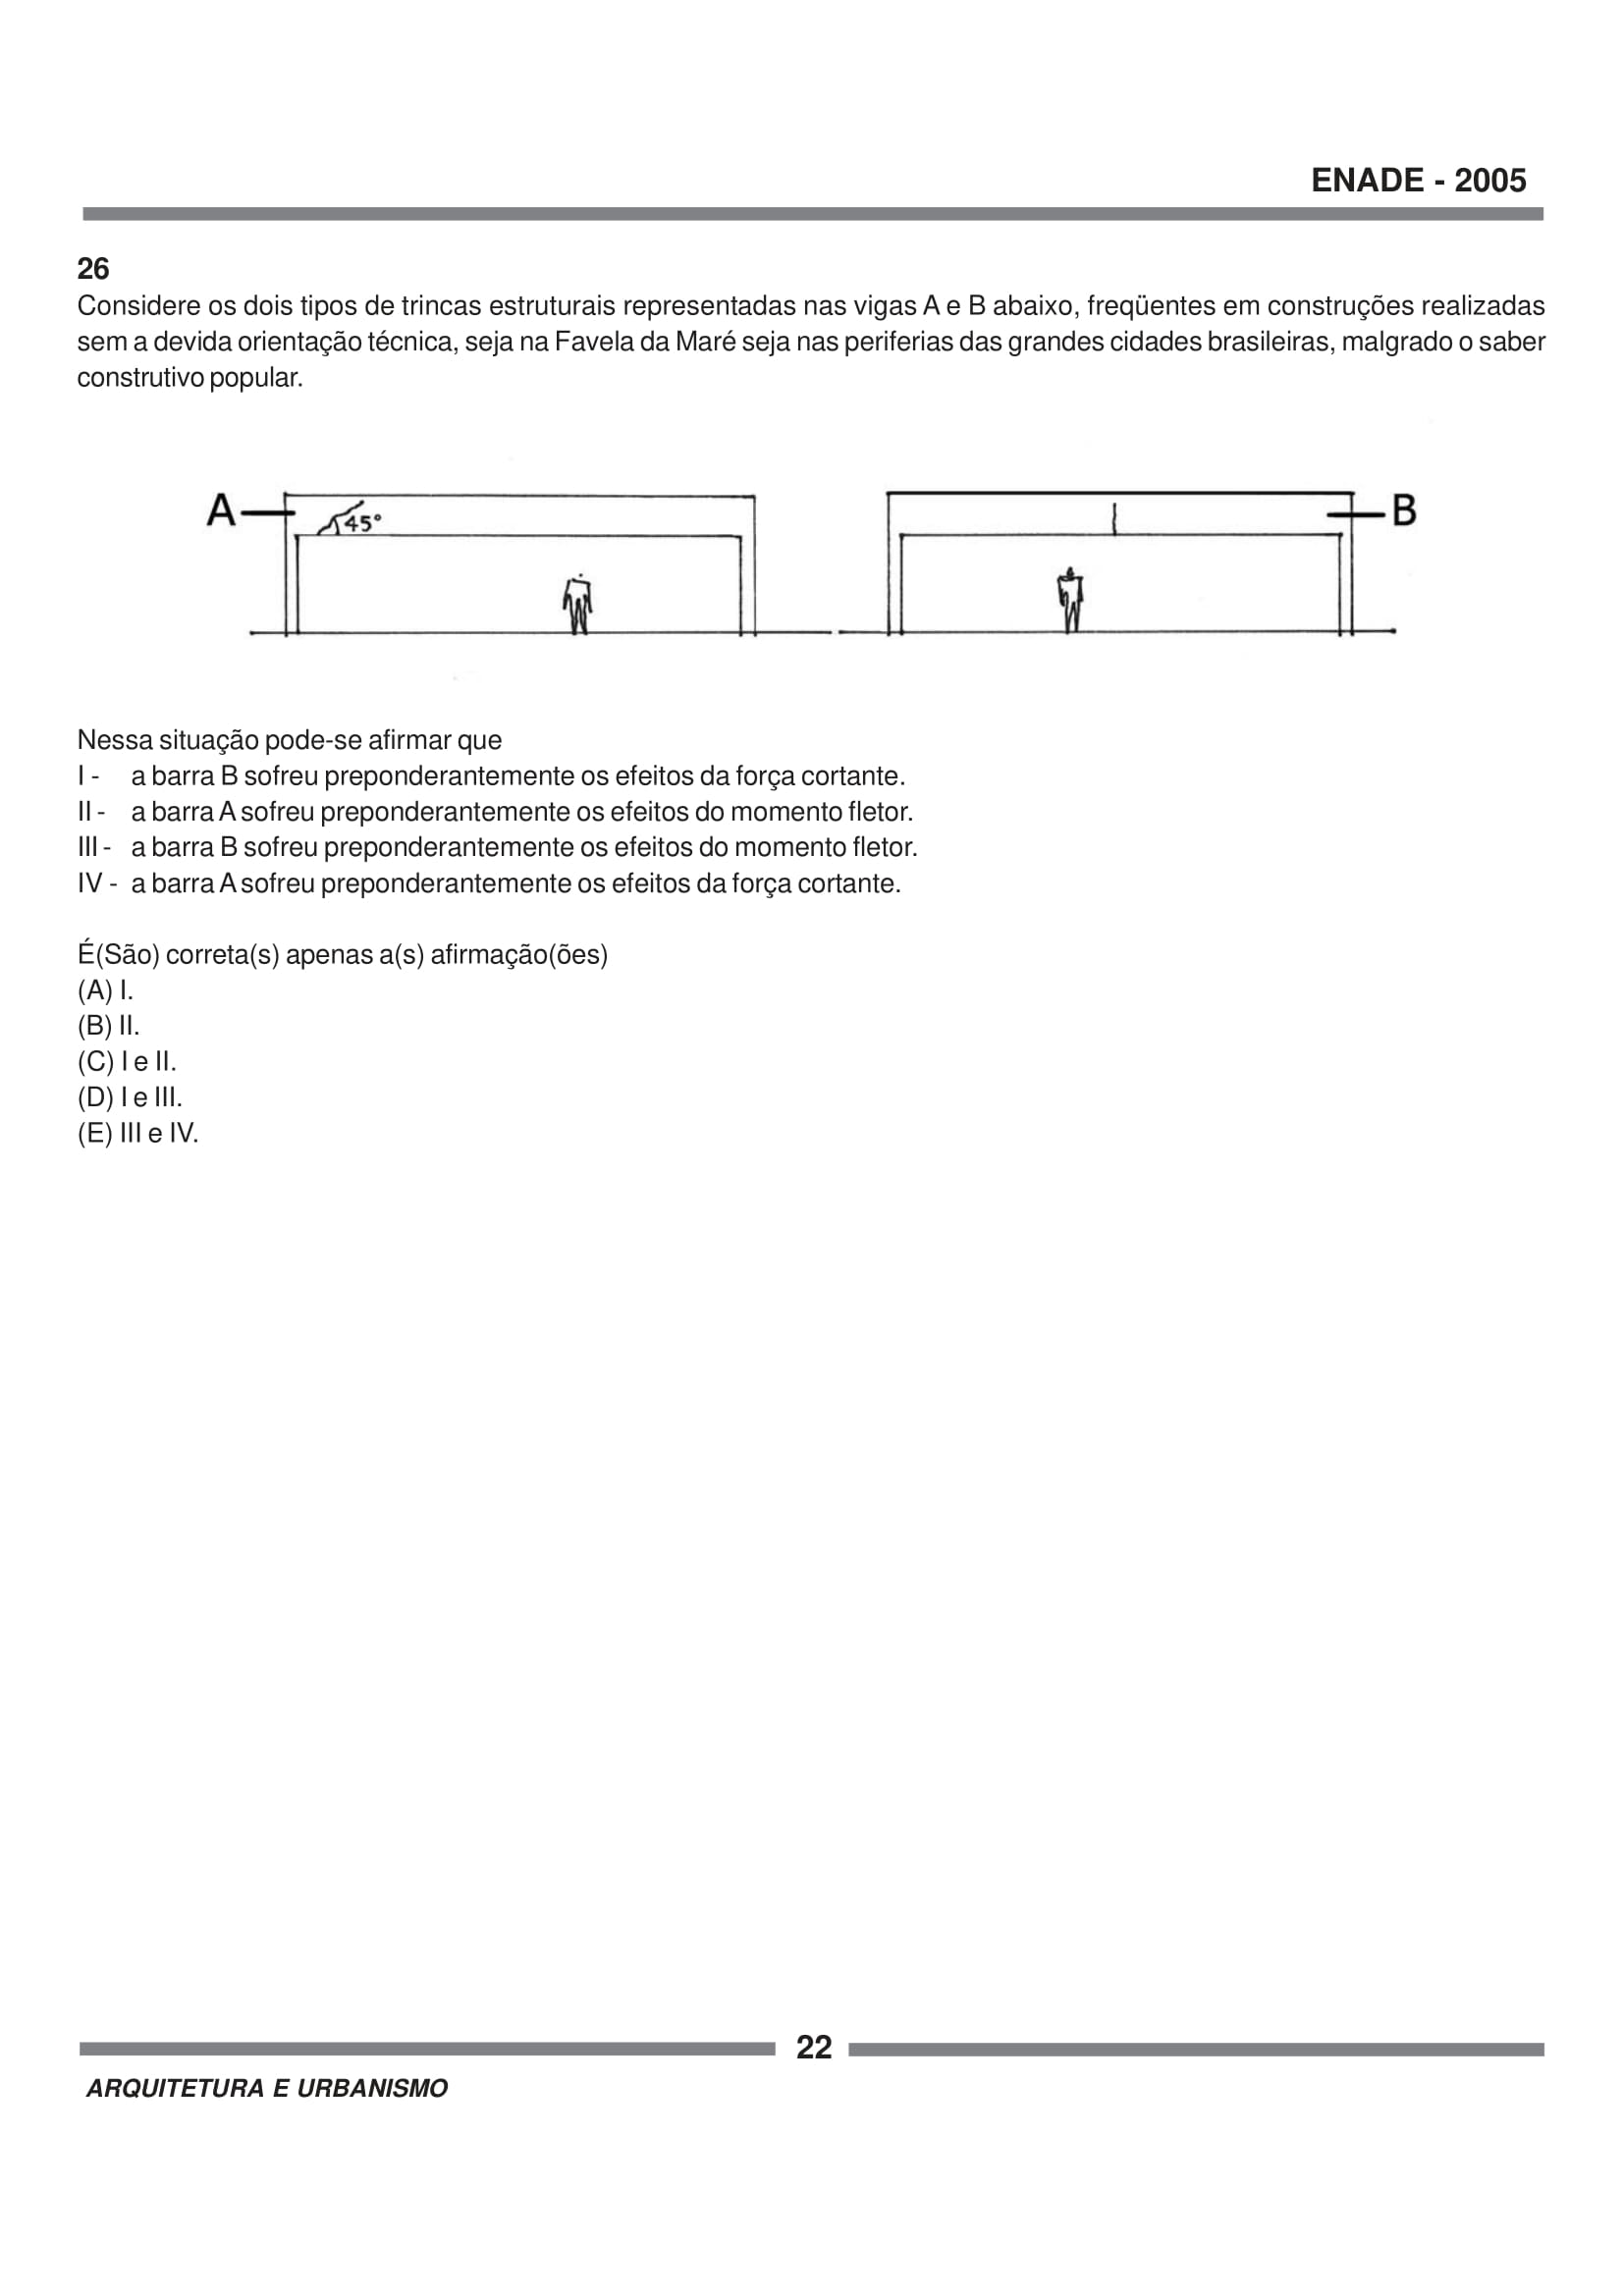 ENADE - 2005
26
Considere os dois tipos de trincas estruturais representadas nas vigas A e B abaixo, freqüentes em construções realizadas
sem a devida orientação técnica, seja na Favela da Maré seja nas periferias das grandes cidades brasileiras, malgrado o saber
construtivo popular.
A
45°
B
Nessa situação pode-se afirmar que
I - a barra B sofreu preponderantemente os efeitos da força cortante.
II - a barra A sofreu preponderantemente os efeitos do momento fletor.
III - a barra B sofreu preponderantemente os efeitos do momento fletor.
IV - a barra A sofreu preponderantemente os efeitos da força cortante.
É(São) correta(s) apenas a(s) afirmação(ões)
(A) I.
(B) II.
(C) I e II.
(D) I e III.
(E) III e IV.
22
ARQUITETURA E URBANISMO